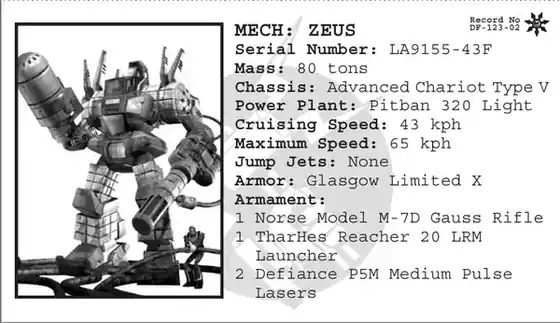 Record No
DF-123-02
MECH: ZEUS
Serial Number: LA9155-43F
Mass: 80 tons
Chassis: Advanced Chariot Type V
Power Plant: Pitban 320 Light
Cruising Speed: 43 kph
Maximum Speed: 65 kph
Jump Jets: None
Armor: Glasgow Limited X
Armament:
1 Norse Model M-7D Gauss Rifle
1 TharHes Reacher 20 LRM
Launcher
2 Defiance P5M Medium Pulse
Lasers